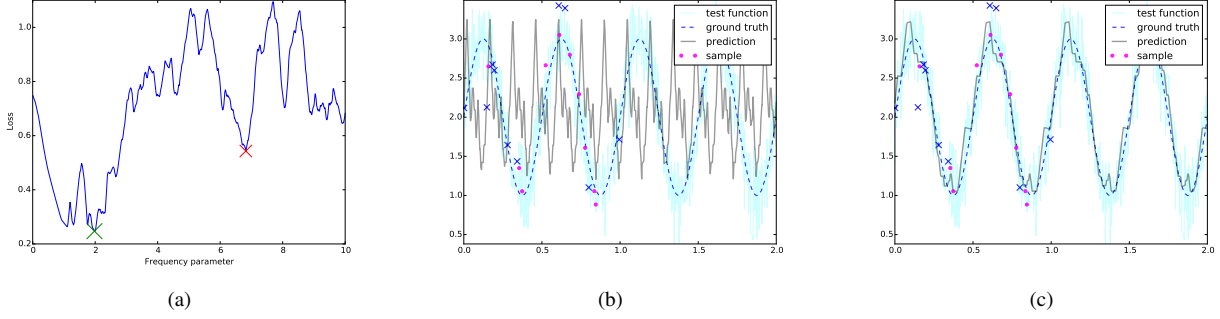 1.0
0.8
Loss
0.6
0.4
0.2
0 2 4 6 8 10
Frequency parameter
(a)
3.0
2.5
2.0
1.5
1.0
0.5
0.0 0.5 1.0 1.5 2.0
test function
ground truth
prediction
sample
(b)
3.0
2.5
2.0
1.5
1.0
0.5
0.0 0.5 1.0 1.5 2.0
test function
ground truth
prediction
sample
(c)